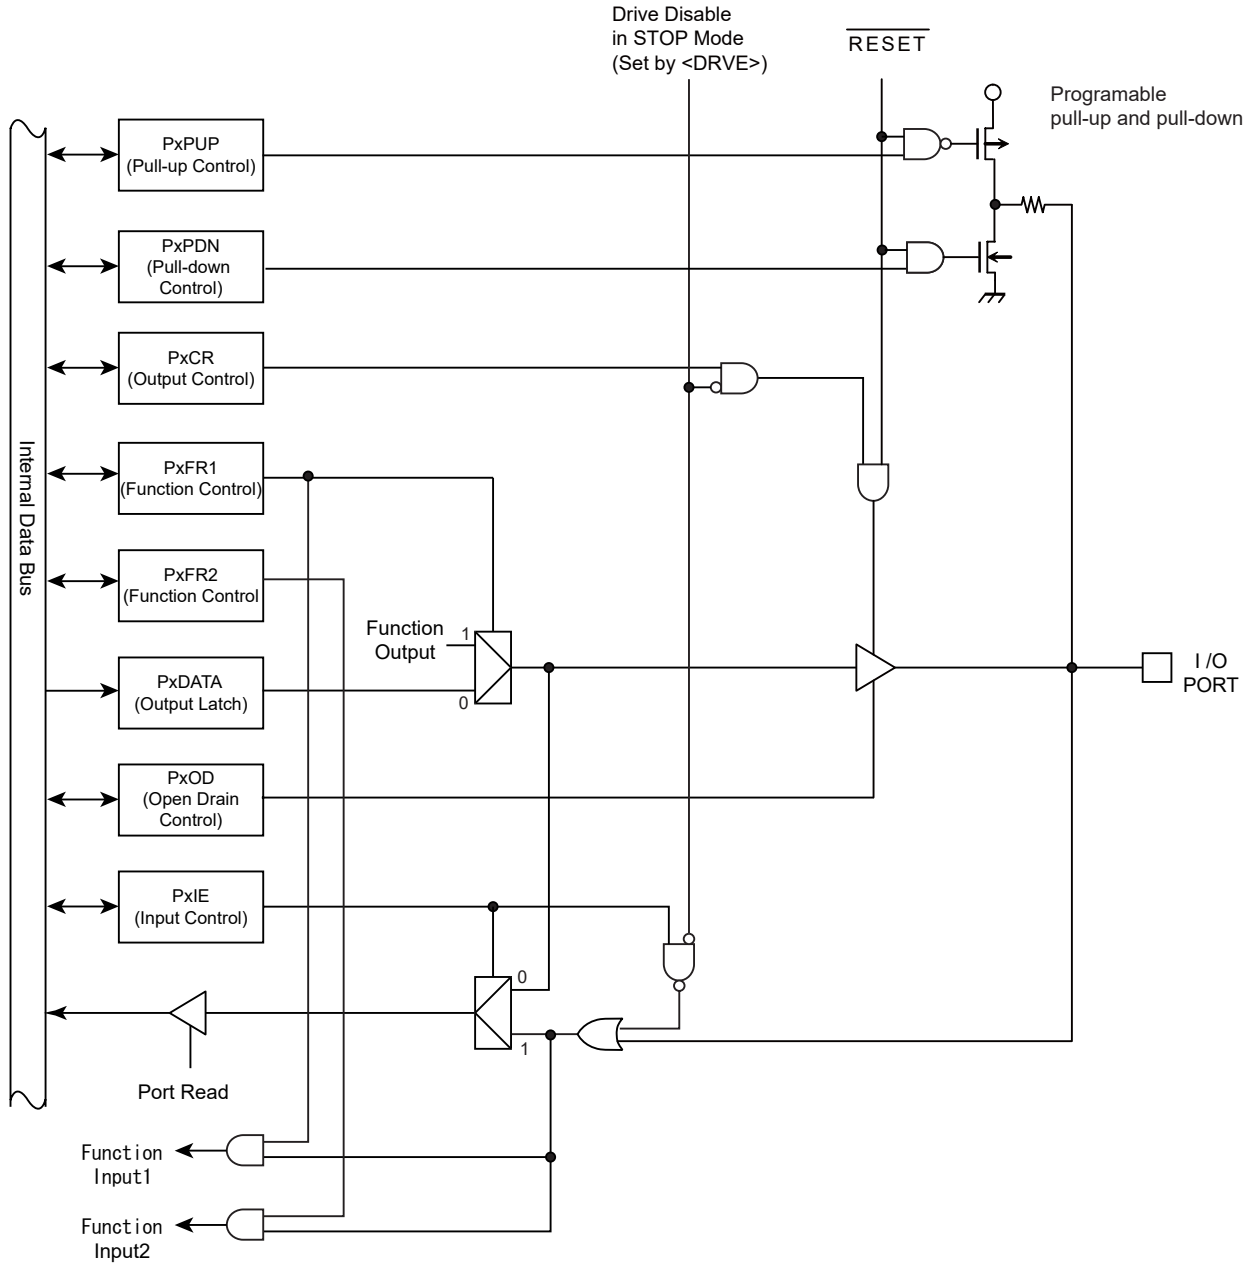 Drive Disable
in STOP Mode
(Set by <DRVE>)
RESET
Programable
pull-up and pull-down
PxPUP
(Pull-up Control)
PxPDN
(Pull-down
Control)
PxCR
(Output Control)
PxFR1
(Function Control)
Internal Data Bus
PxFR2
(Function Control
Function
Output
1
0
PxDATA
(Output Latch)
I /O
PORT
PxOD
(Open Drain
Control)
PxIE
(Input Control)
0
1
Port Read
Function
Input1
Function
Input2